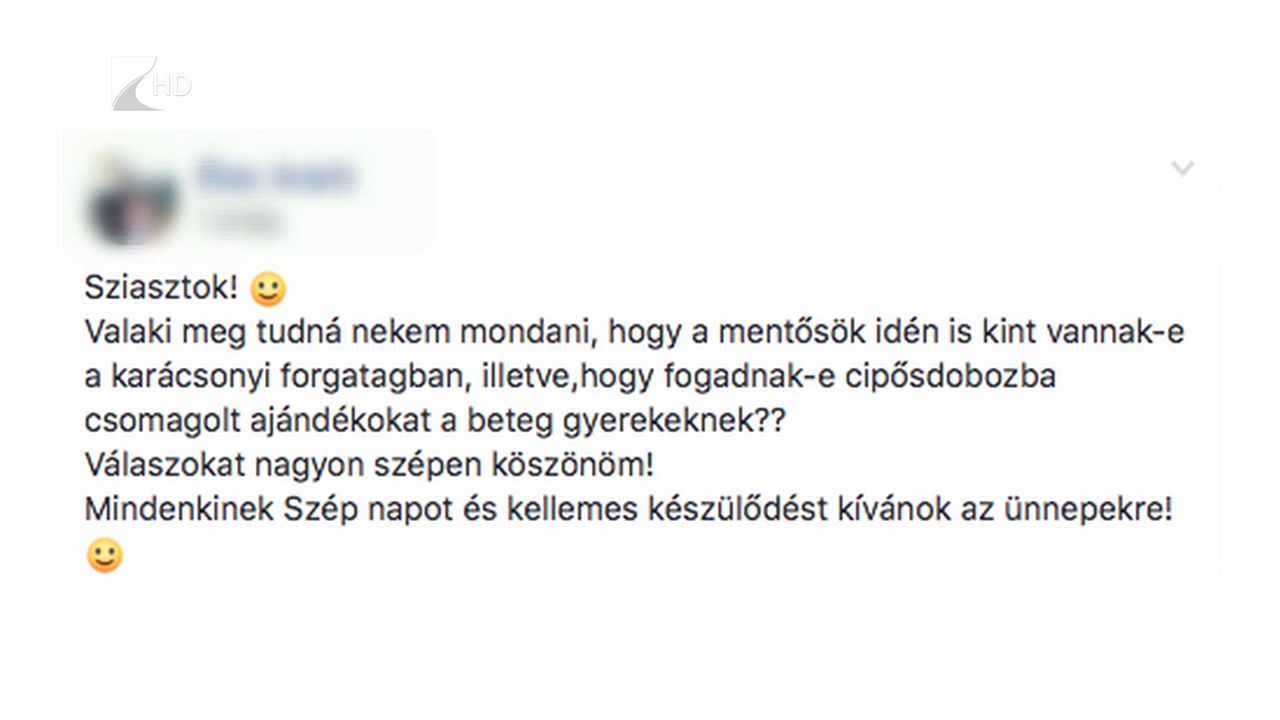 HD
Sziasztok! 🙂
Valaki meg tudná nekem mondani, hogy a mentősök idén is kint vannak-e
a karácsonyi forgatagban, illetve,hogy fogadnak-e cipősdobozba
csomagolt ajándékokat a beteg gyerekeknek??
Válaszokat nagyon szépen köszönöm!
Mindenkinek Szép napot és kellemes készülődést kívánok az ünnepekre!
🙂